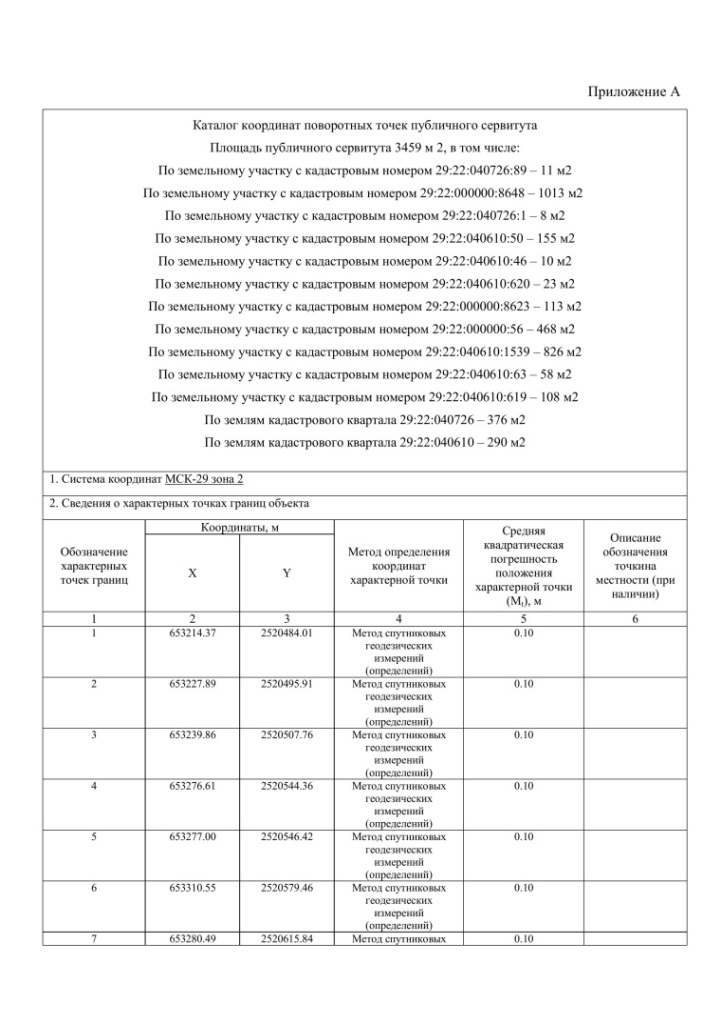 Приложение А
Каталог координат поворотных точек публичного сервитута
Площадь публичного сервитута 3459 м 2, в том числе:
По земельному участку с кадастровым номером 29:22:040726:89 – 11 м2
По земельному участку с кадастровым номером 29:22:000000:8648 – 1013 м2
По земельному участку с кадастровым номером 29:22:040726:1 – 8 м2
По земельному участку с кадастровым номером 29:22:040610:50 – 155 м2
По земельному участку с кадастровым номером 29:22:040610:46 – 10 м2
По земельному участку с кадастровым номером 29:22:040610:620 – 23 м2
По земельному участку с кадастровым номером 29:22:000000:8623 – 113 м2
По земельному участку с кадастровым номером 29:22:000000:56 – 468 м2
По земельному участку с кадастровым номером 29:22:040610:1539 – 826 м2
По земельному участку с кадастровым номером 29:22:040610:63 – 58 м2
По земельному участку с кадастровым номером 29:22:040610:619 – 108 м2
По землям кадастрового квартала 29:22:040726 – 376 м2
По землям кадастрового квартала 29:22:040610 – 290 м2
1. Система координат МСК-29 зона 2
2. Сведения о характерных точках границ объекта
Обозначение
характерных
точек границ
Координаты, м
X
Y
Метод определения
координат
характерной точки
Средняя
квадратическая
погрешность
положения
характерной точки
(Mt), м
Описание
обозначения
точкина
местности (при
наличии)
1 2 3 4 5 6
1 653214.37 2520484.01 Метод спутниковых 0.10
геодезических
измерений
(определений)
2 653227.89 2520495.91 Метод спутниковых 0.10
геодезических
измерений
(определений)
3 653239.86 2520507.76 Метод спутниковых 0.10
геодезических
измерений
(определений)
4 653276.61 2520544.36 Метод спутниковых 0.10
геодезических
измерений
(определений)
5 653277.00 2520546.42 Метод спутниковых 0.10
геодезических
измерений
(определений)
6 653310.55 2520579.46 Метод спутниковых 0.10
геодезических
измерений
(определений)
7 653280.49 2520615.84 Метод спутниковых 0.10